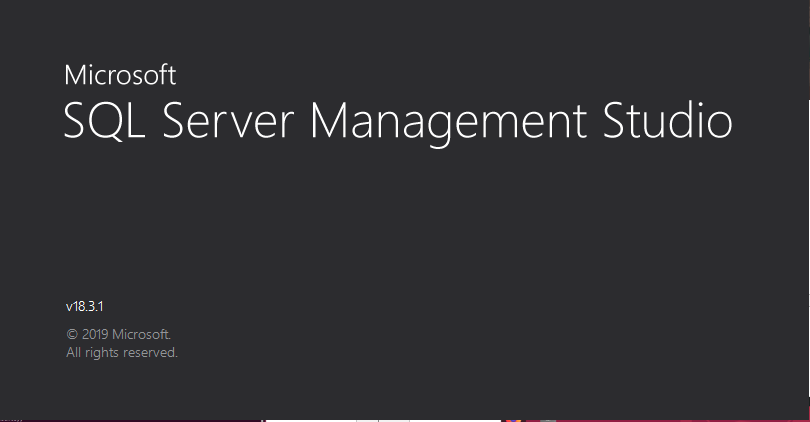 Microsoft
SQL Server Management Studio
v18.3.1
© 2019 Microsoft.
All rights reserved.